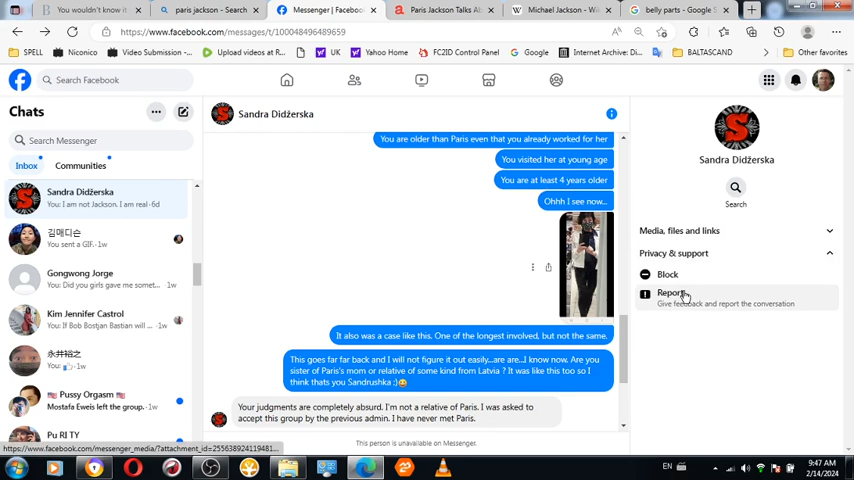 You wouldn't know it
paris jackson - Search
Messenger | Facebook
Paris Jackson Talks Ab
Michael Jackson - Wik
belly parts - Google S
https://www.facebook.com/messages/t/100048496489659
SPELL
Niconico
Video Submission -...
Upload videos at R...
UK
Yahoo Home
FC2ID Control Panel
Google
Internet Archive: Di...
BALTASCAND
Other favorites
Search Facebook
Chats
Sandra Didžerska
Search Messenger
Inbox
Communities
Sandra Didžerska
You: I am not Jackson. I am real · 6d
김매디슨
You sent a GIF. · 1w
Gongwong Jorge
You: Did you girls gave me somet... · 1w
Kim Jennifer Castrol
You: If Bob Bostjan Bastian will ... · 1w
You: 👍 · 1w
🇺🇸 Pussy Orgasm 🇺🇸
Mostafa Eweis left the group. · 1w
Pu RI TY
You are older than Paris even that you already worked for her
You visited her at young age
You are at least 4 years older
Ohhh I see now...
It also was a case like this. One of the longest involved, but not the same.
This goes far far back and I will not figure it out easily...are are...I know now. Are you
sister of Paris's mom or relative of some kind from Latvia ? It was like this too so I
think thats you Sandrushka ;)😀
Your judgments are completely absurd. I'm not a relative of Paris. I was asked to
accept this group by the previous admin. I have never met Paris.
This person is unavailable on Messenger.
Sandra Didžerska
Search
Media, files and links
Privacy & support
Block
Report
Give feedback and report the conversation
https://www.facebook.com/messenger_media/?attachment_id=255638924119481...
EN
9:47 AM
2/14/2024